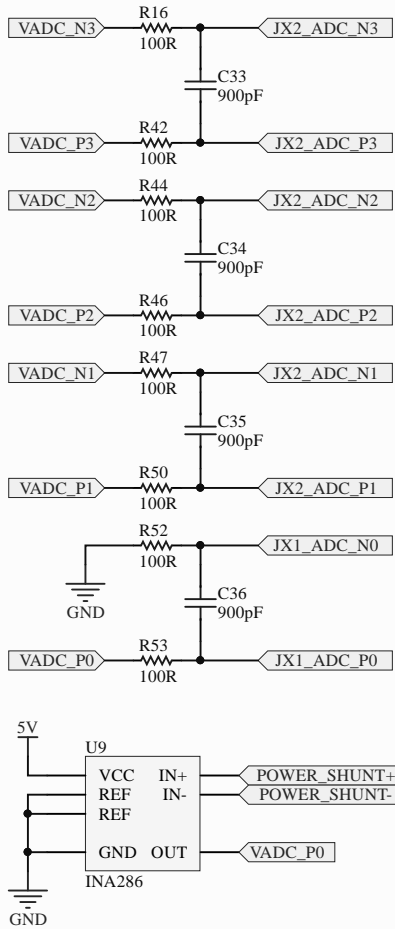 VADC_N3 R16 JX2_ADC_N3
100R
C33
900pF
VADC_P3 R42 JX2_ADC_P3
100R
VADC_N2 R44 JX2_ADC_N2
100R
C34
900pF
VADC_P2 R46 JX2_ADC_P2
100R
VADC_N1 R47 JX2_ADC_N1
100R
C35
900pF
VADC_P1 R50 JX2_ADC_P1
100R
R52 JX1_ADC_N0
100R
GND
C36
900pF
VADC_P0 R53 JX1_ADC_P0
100R
5V
U9
VCC IN+ POWER_SHUNT+
REF IN- POWER_SHUNT-
REF
GND OUT VADC_P0
INA286
GND